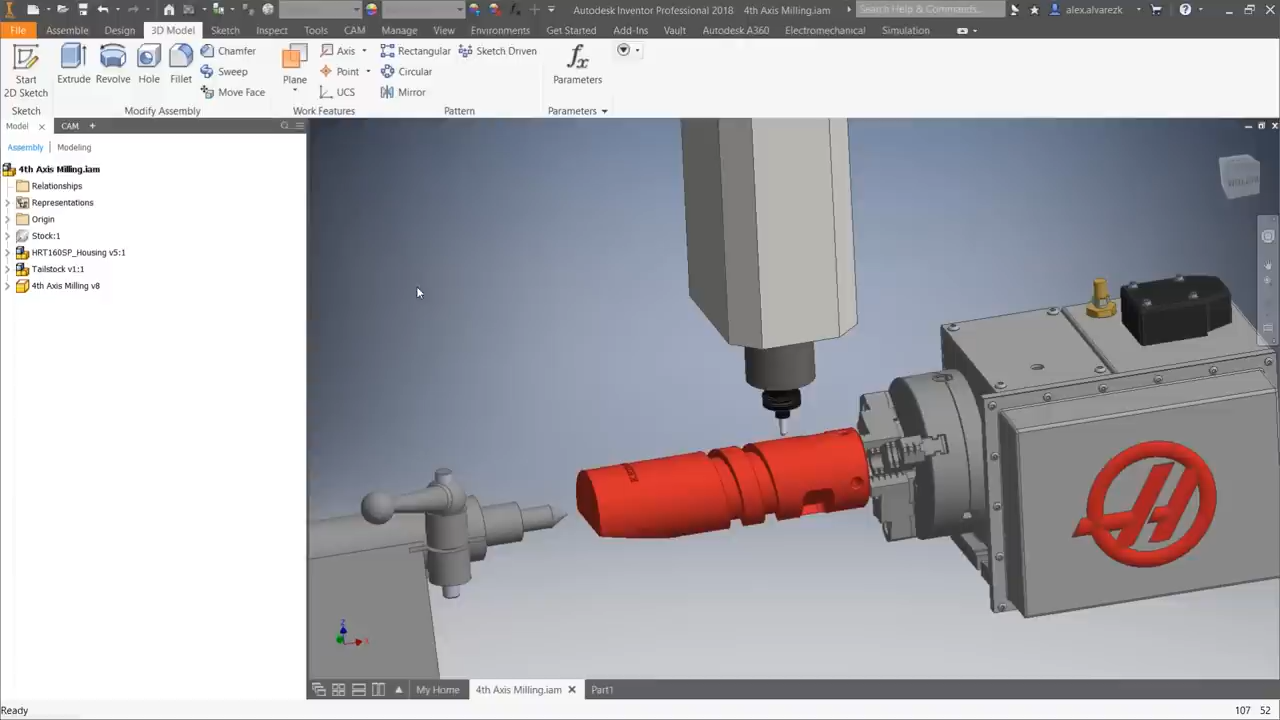 Autodesk Inventor Professional 2018 4th Axis Milling.iam
Search Help & Commands...
alex.alvarezk
File Assembly Design 3D Model Sketch Inspect Tools CAM Manage View Environments Get Started Add-Ins Vault Autodesk A360 Electromechanical Simulation
Start
2D Sketch
Extrude
Revolve
Hole
Fillet
Chamfer
Sweep
Move Face
Plane
Axis
Point
UCS
Rectangular
Circular
Mirror
Sketch Driven
fx
Parameters
Sketch
Modify Assembly
Work Features
Pattern
Parameters
Model
CAM
Assembly
Modeling
4th Axis Milling.iam
Relationships
Representations
Origin
Stock:1
HRT160SP_Housing v5:1
Tailstock v1:1
4th Axis Milling v8
Z
X
My Home
4th Axis Milling.iam
Part1
Ready
107 52